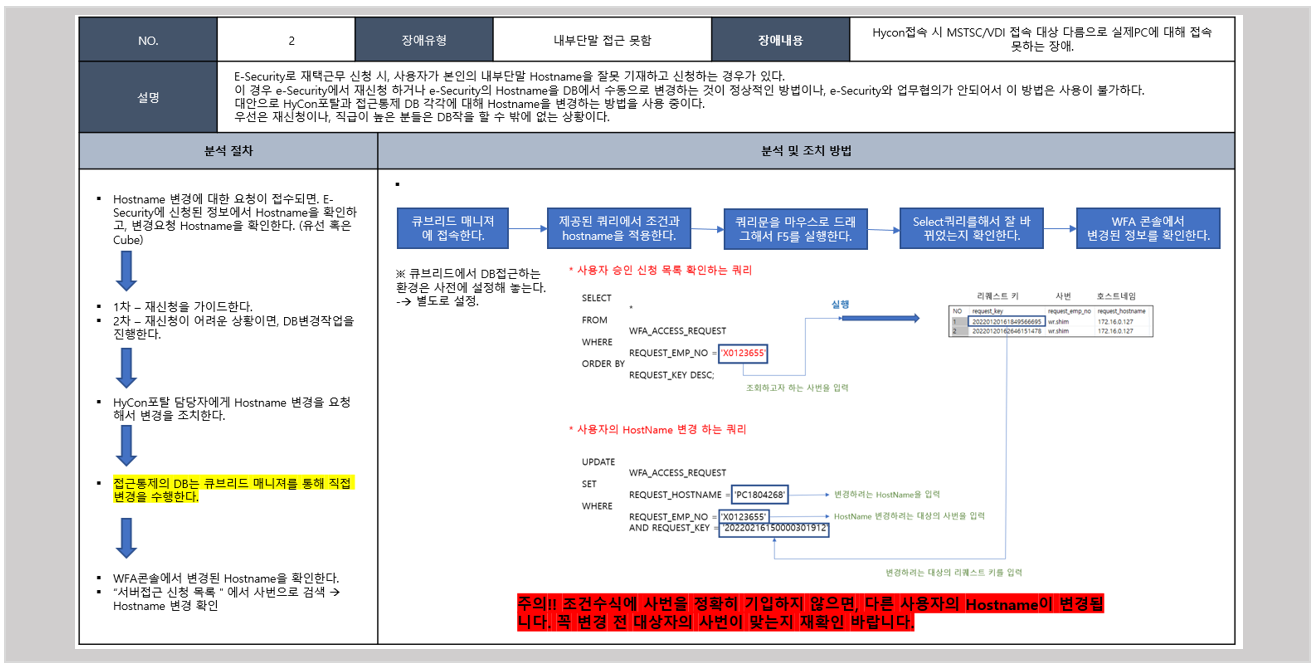 NO.
2
장애유형
내부단말 접근 못함
장애내용
Hycon접속 시 MSTSC/VDI 접속 대상 다름으로 실제PC에 대해 접속
못하는 장애.
설명
E-Security로 재택근무 신청 시, 사용자가 본인의 내부단말 Hostname을 잘못 기재하고 신청하는 경우가 있다.
이 경우 e-Security에서 재신청 하거나 e-Security의 Hostname을 DB에서 수동으로 변경하는 것이 정상적인 방법이나, e-Security와 업무협의가 안되어서 이 방법은 사용이 불가하다.
대안으로 HyCon포탈과 접근통제 DB 각각에 대해 Hostname을 변경하는 방법을 사용 중이다.
우선은 재신청이나, 직급이 높은 분들은 DB작을 할 수 밖에 없는 상황이다.
분석 절차
분석 및 조치 방법
▪ Hostname 변경에 대한 요청이 접수되면. E-
Security에 신청된 정보에서 Hostname을 확인하
고, 변경요청 Hostname을 확인한다. (유선 혹은
Cube)
▪ 1차 – 재신청을 가이드한다.
▪ 2차 – 재신청이 어려운 상황이면, DB변경작업을
진행한다.
▪ HyCon포탈 담당자에게 Hostname 변경을 요청
해서 변경을 조치한다.
▪ 접근통제의 DB는 큐브리드 매니져를 통해 직접
변경을 수행한다.
▪ WFA콘솔에서 변경된 Hostname을 확인한다.
▪ “서버접근 신청 목록 ” 에서 사번으로 검색 →
Hostname 변경 확인
▪
큐브리드 매니져
에 접속한다.
제공된 쿼리에서 조건과
hostname을 적용한다.
쿼리문을 마우스로 드래
그해서 F5를 실행한다.
Select쿼리를해서 잘 바
뀌었는지 확인한다.
WFA 콘솔에서
변경된 정보를 확인한다.
※ 큐브리드에서 DB접근하는
환경은 사전에 설정해 놓는다.
-→ 별도로 설정.
* 사용자 승인 신청 목록 확인하는 쿼리
SELECT
*
FROM
WFA_ACCESS_REQUEST
WHERE
REQUEST_EMP_NO = 'X0123655'
ORDER BY
REQUEST_KEY DESC;
조회하고자 하는 사번을 입력
실행
리퀘스트 키 사번 호스트네임
NO request_key request_emp_no request_hostname
1 20220120161849566695 wr.shim 172.16.0.127
2 20220120162646151478 wr.shim 172.16.0.127
* 사용자의 HostName 변경 하는 쿼리
UPDATE
WFA_ACCESS_REQUEST
SET
REQUEST_HOSTNAME = 'PC1804268'
변경하려는 HostName을 입력
WHERE
REQUEST_EMP_NO = 'X0123655'
HostName 변경하려는 대상의 사번을 입력
AND REQUEST_KEY = '20220216150000301912'
변경하려는 대상의 리퀘스트 키를 입력
주의!! 조건수식에 사번을 정확히 기입하지 않으면, 다른 사용자의 Hostname이 변경됩
니다. 꼭 변경 전 대상자의 사번이 맞는지 재확인 바랍니다.